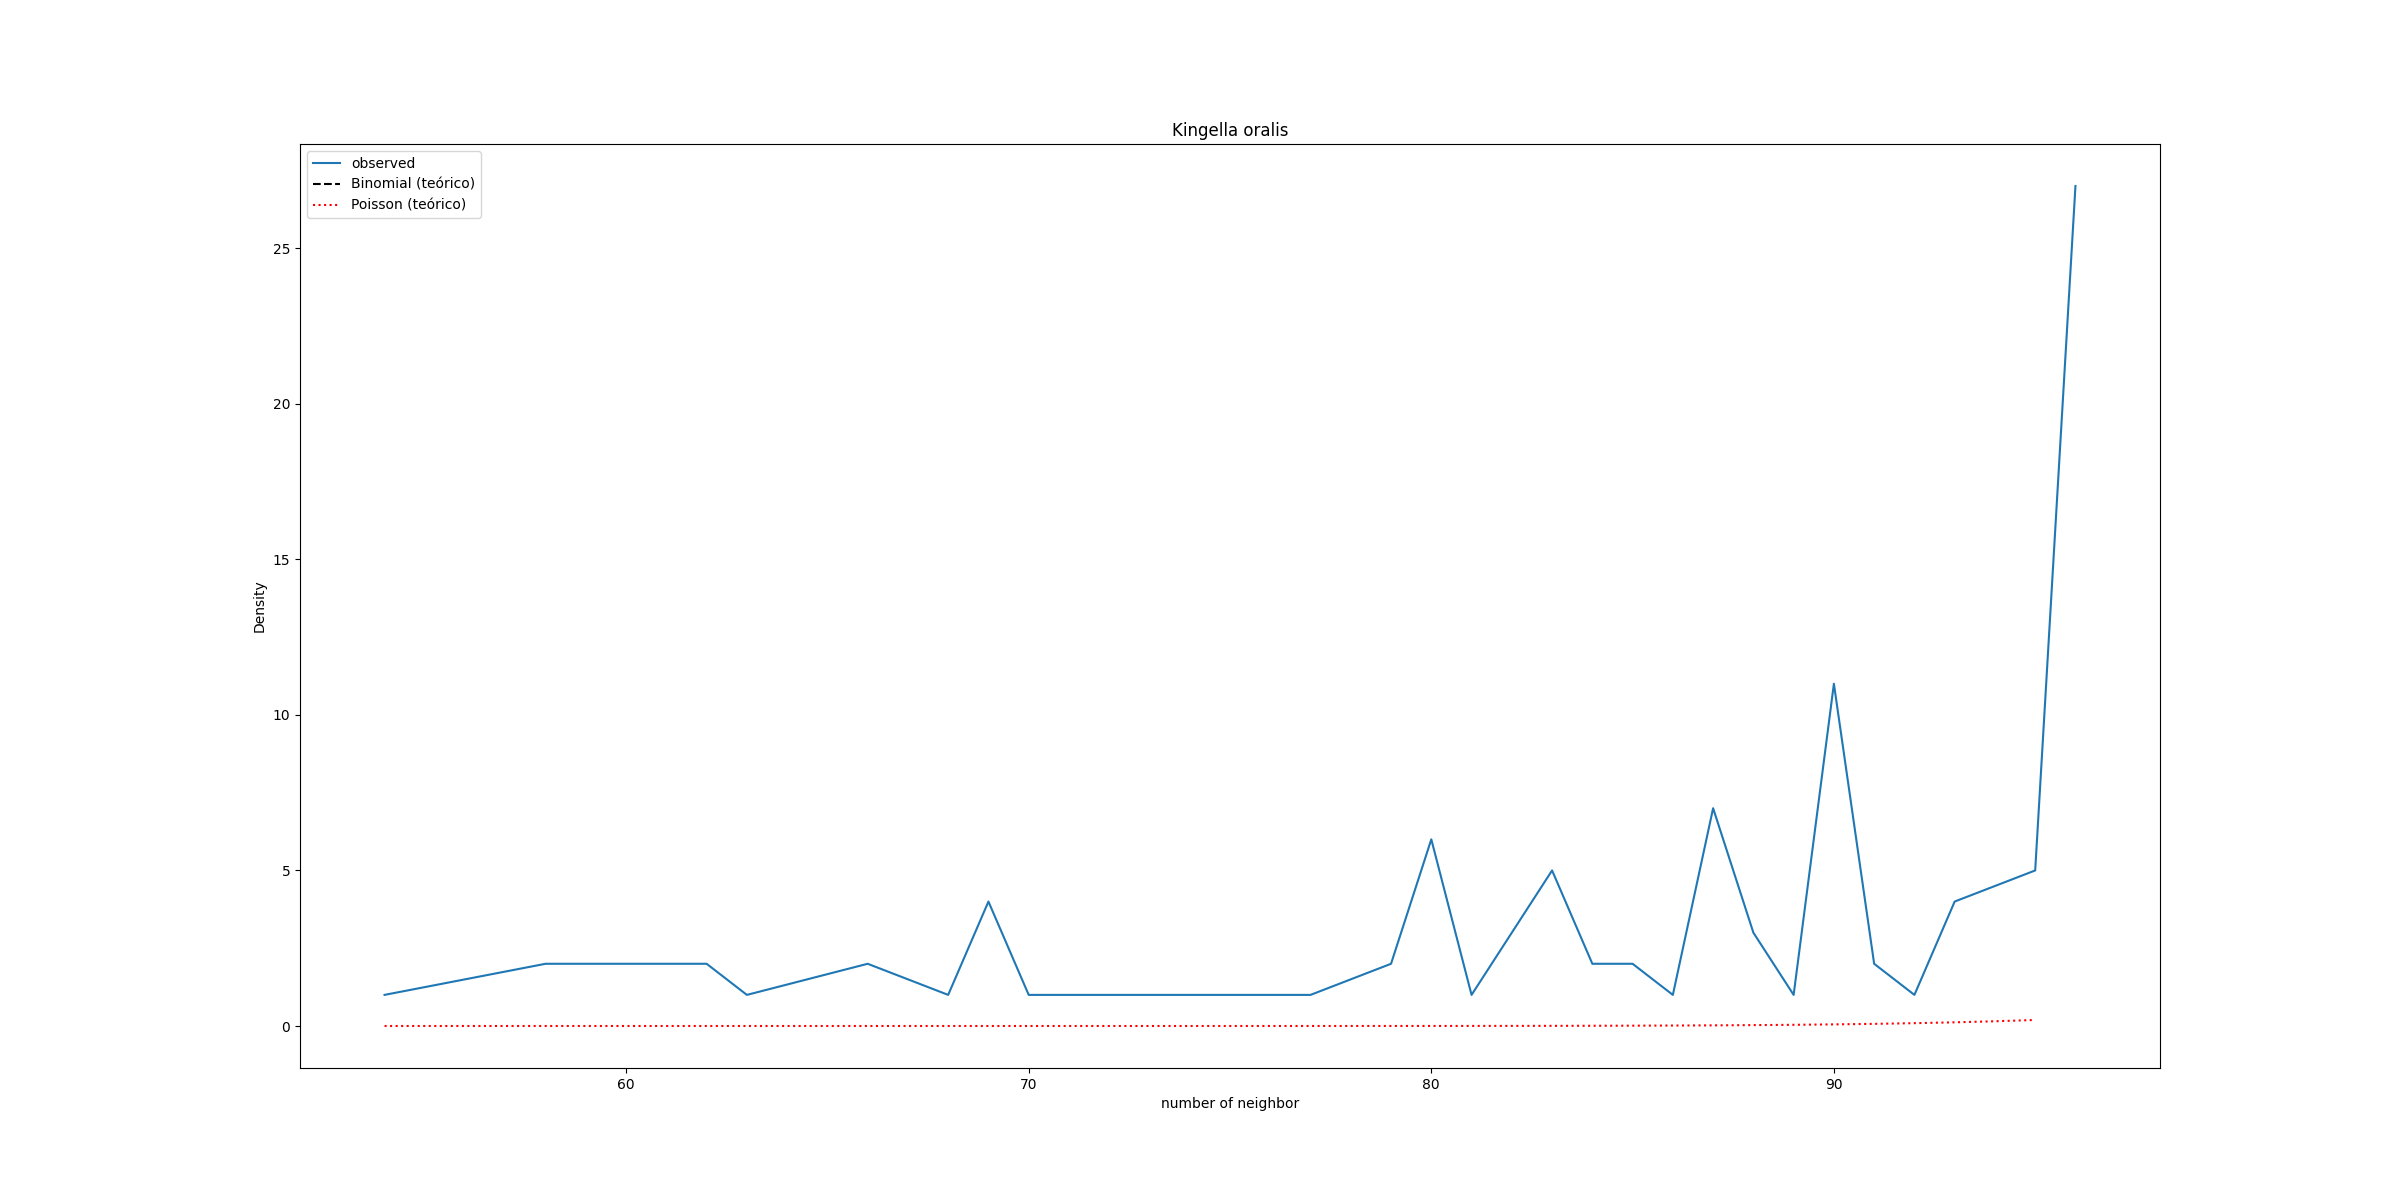 Kingella oralis
observed
Binomial (teórico)
Poisson (teórico)
25
20
15
10
5
0
Density
60
70
80
90
number of neighbor